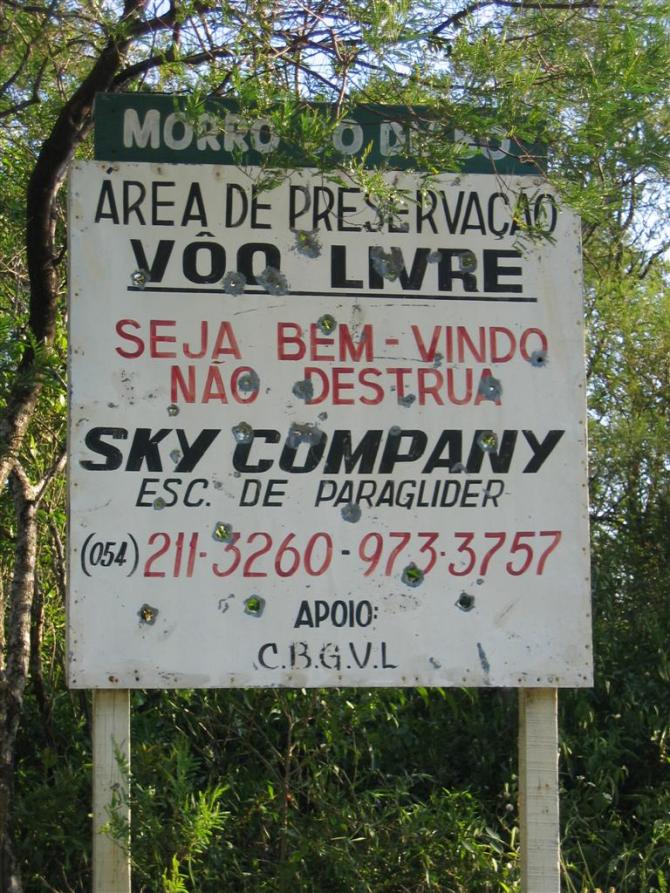 MORRO DO
ÁREA DE PRESERVAÇÃO
VÔO LIVRE
SEJA BEM-VINDO
NÃO DESTRUA
SKY COMPANY
ESC. DE PARAGLIDER
(054) 211-3260-973-3757
APOIO:
C.B.G.V.L